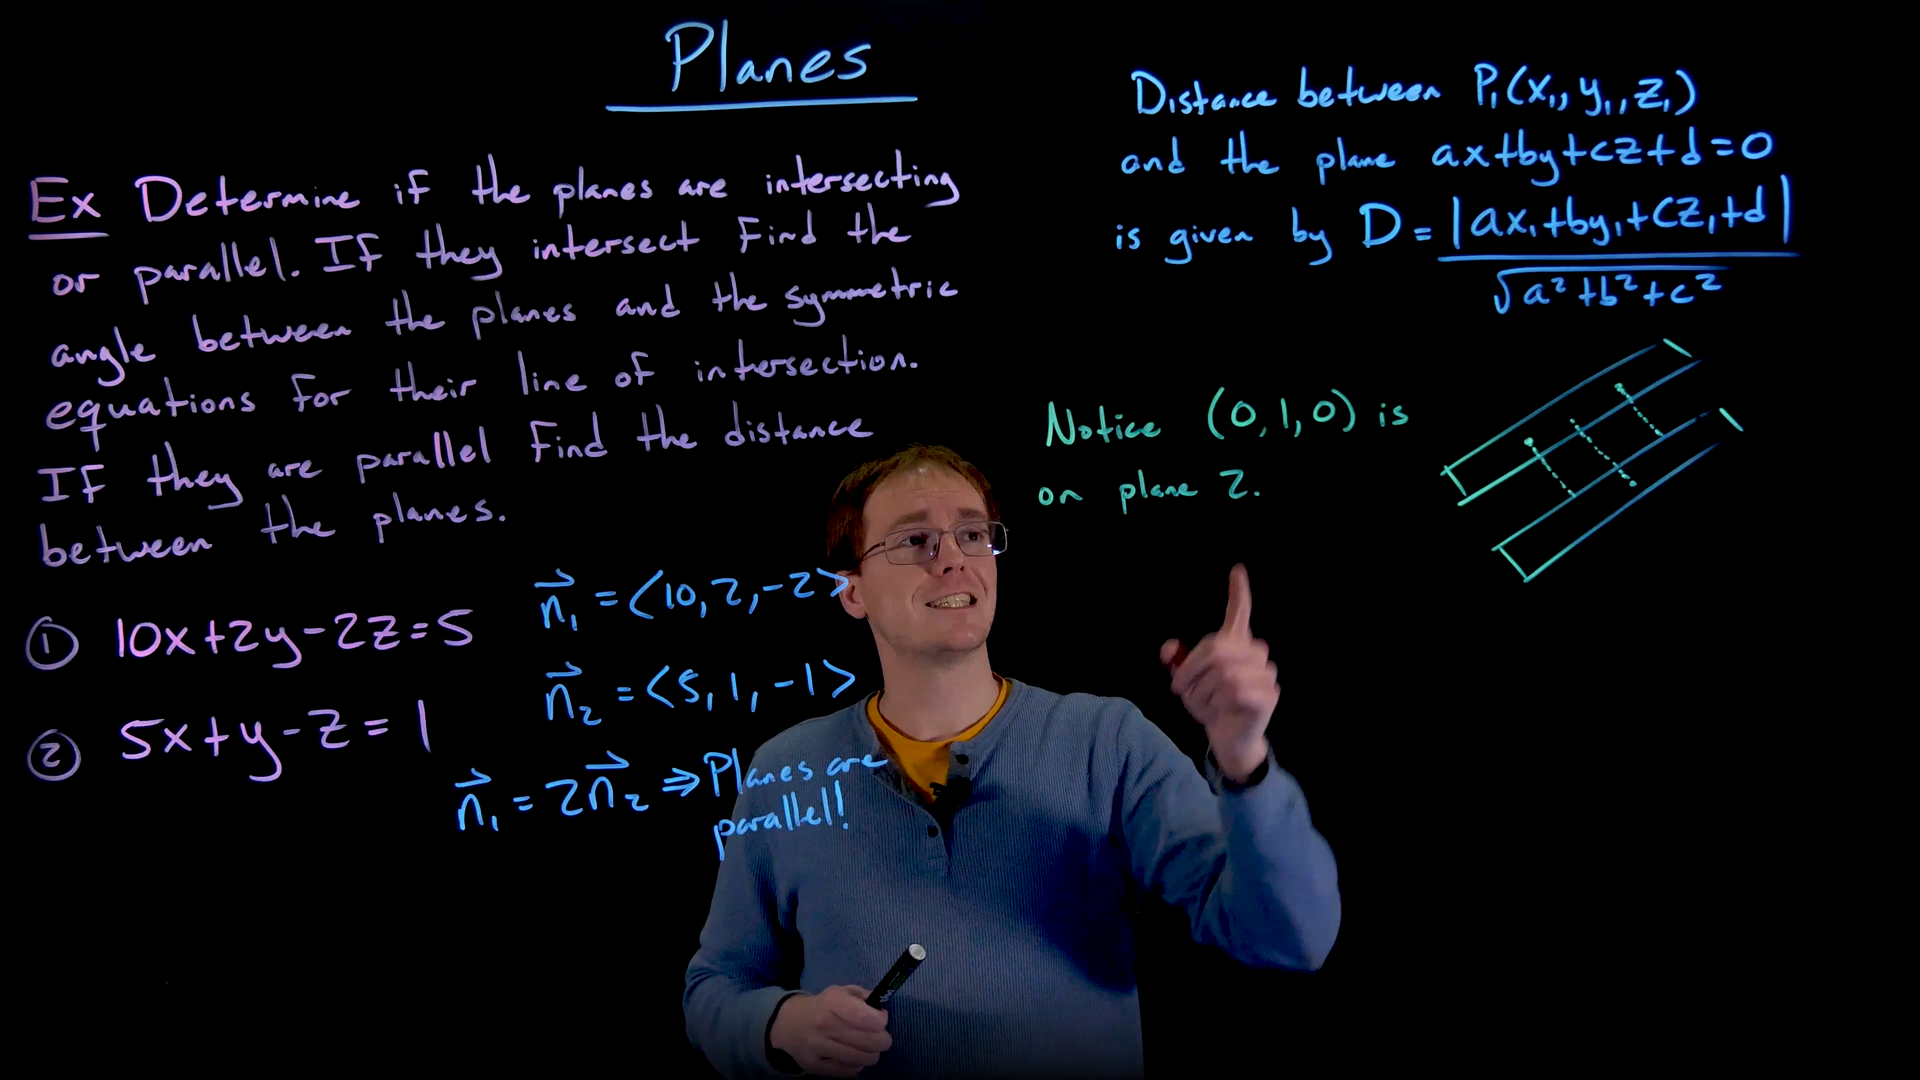 Planes
Ex Determine if the planes are intersecting
or parallel. If they intersect find the
angle between the planes and the symmetric
equations for their line of intersection.
If they are parallel find the distance
between the planes.
① 10x+2y-2z=5
② 5x+y-z=1
n⃗₁ = ⟨10, 2, -2⟩
n⃗₂ = ⟨5, 1, -1⟩
n⃗₁ = 2n⃗₂ ⇒ Planes are
parallel!
Distance between P₁(x₁, y₁, z₁)
and the plane ax+by+cz+d=0
is given by D = |ax₁+by₁+cz₁+d|
√a²+b²+c²
Notice (0,1,0) is
on plane 2.